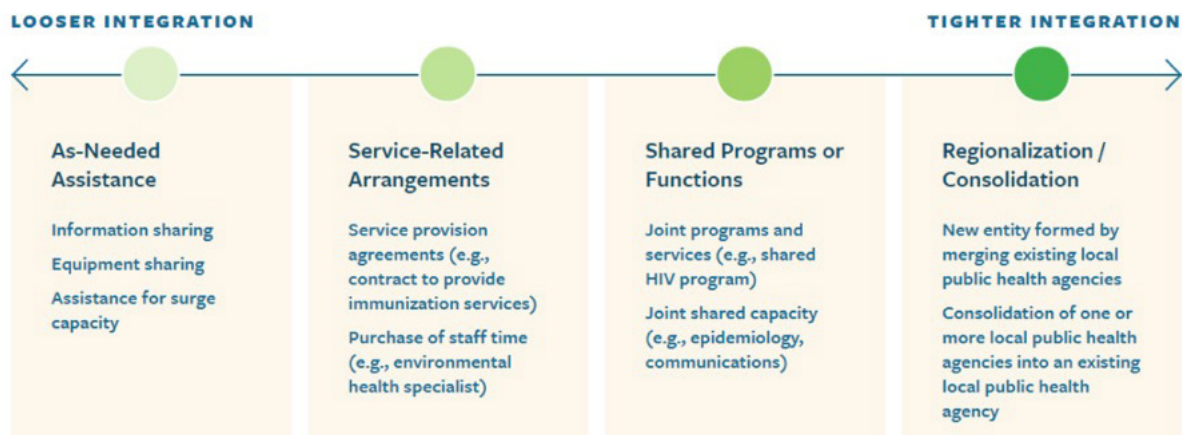 LOOSER INTEGRATION
TIGHTER INTEGRATION
As-Needed
Assistance
Information sharing
Equipment sharing
Assistance for surge
capacity
Service-Related
Arrangements
Service provision
agreements (e.g.,
contract to provide
immunization services)
Purchase of staff time
(e.g., environmental
health specialist)
Shared Programs or
Functions
Joint programs and
services (e.g., shared
HIV program)
Joint shared capacity
(e.g., epidemiology,
communications)
Regionalization /
Consolidation
New entity formed by
merging existing local
public health agencies
Consolidation of one or
more local public health
agencies into an existing
local public health
agency